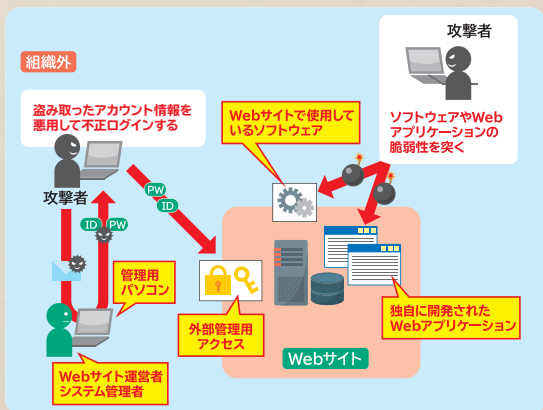 組織外
盗み取ったアカウント情報を
悪用して不正ログインする
攻撃者
ID
PW
PW
ID
管理用
パソコン
Webサイト運営者
システム管理者
攻撃者
ソフトウェアやWeb
アプリケーションの
脆弱性を突く
Webサイトで使用して
いるソフトウェア
外部管理用
アクセス
独自に開発された
Webアプリケーション
Webサイト